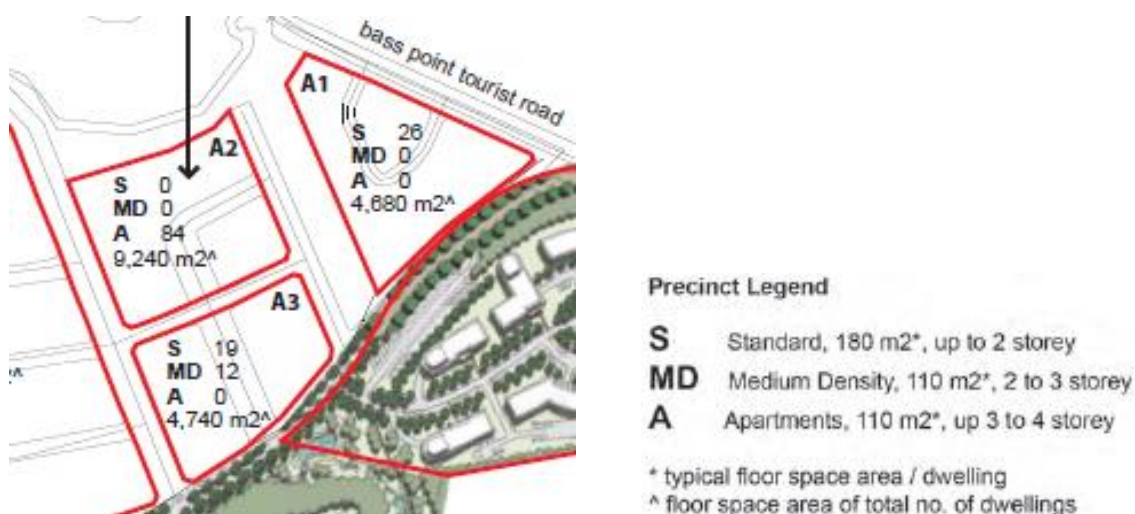 bass point tourist road
A1
S 26
MD 0
A 0
4,680 m2^
A2
S 0
MD 0
A 84
9,240 m2^
A3
S 19
MD 12
A 0
4,740 m2^
Precinct Legend
S Standard, 180 m2*, up to 2 storey
MD Medium Density, 110 m2*, 2 to 3 storey
A Apartments, 110 m2*, up 3 to 4 storey
* typical floor space area / dwelling
^ floor space area of total no. of dwellings